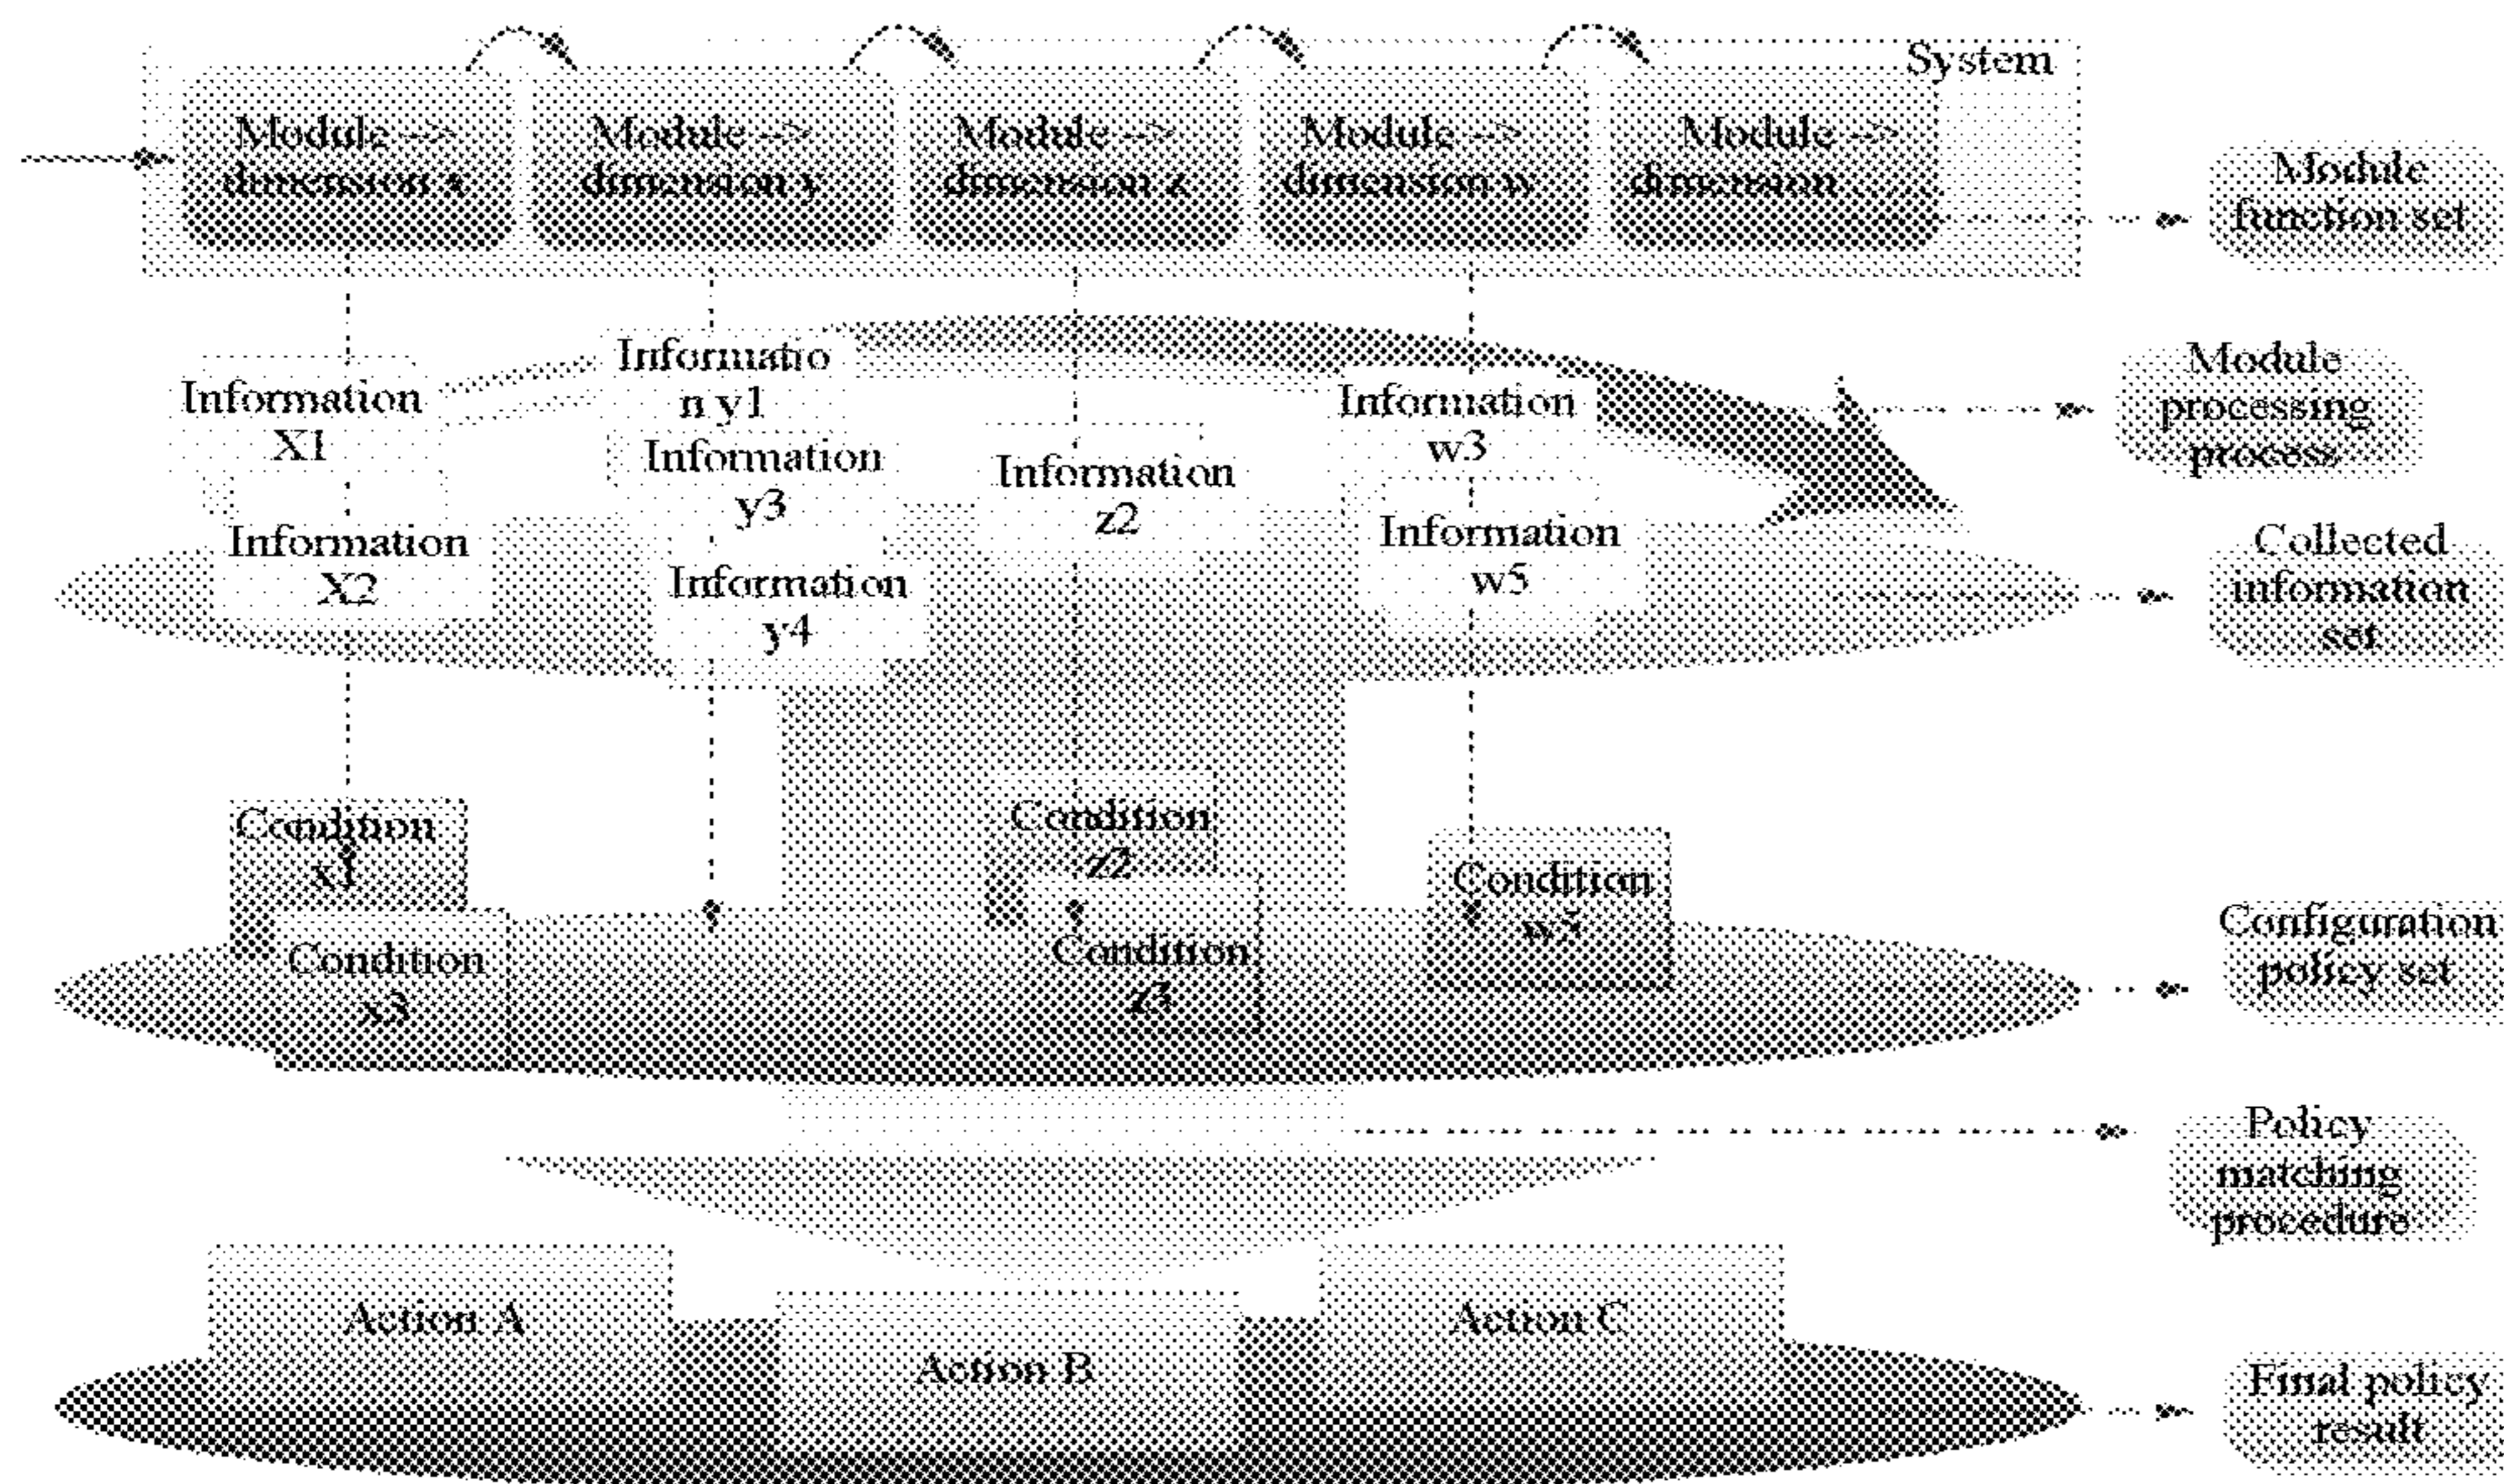 System
Module -->
dimension x
Module -->
dimension y
Module -->
dimension z
Module -->
dimension w
Module -->
dimension ......
Module
function set
Informatio
n y1
Module
processing
process
Information
X1
Information
w3
Information
y3
Information
z2
Information
X2
Information
w5
Collected
information
set
Information
y4
Condition
x1
Condition
z2
Condition
w5
Condition
x3
Condition
z3
Configuration
policy set
Policy
matching
procedure
Action A
Action B
Action C
Final policy
result